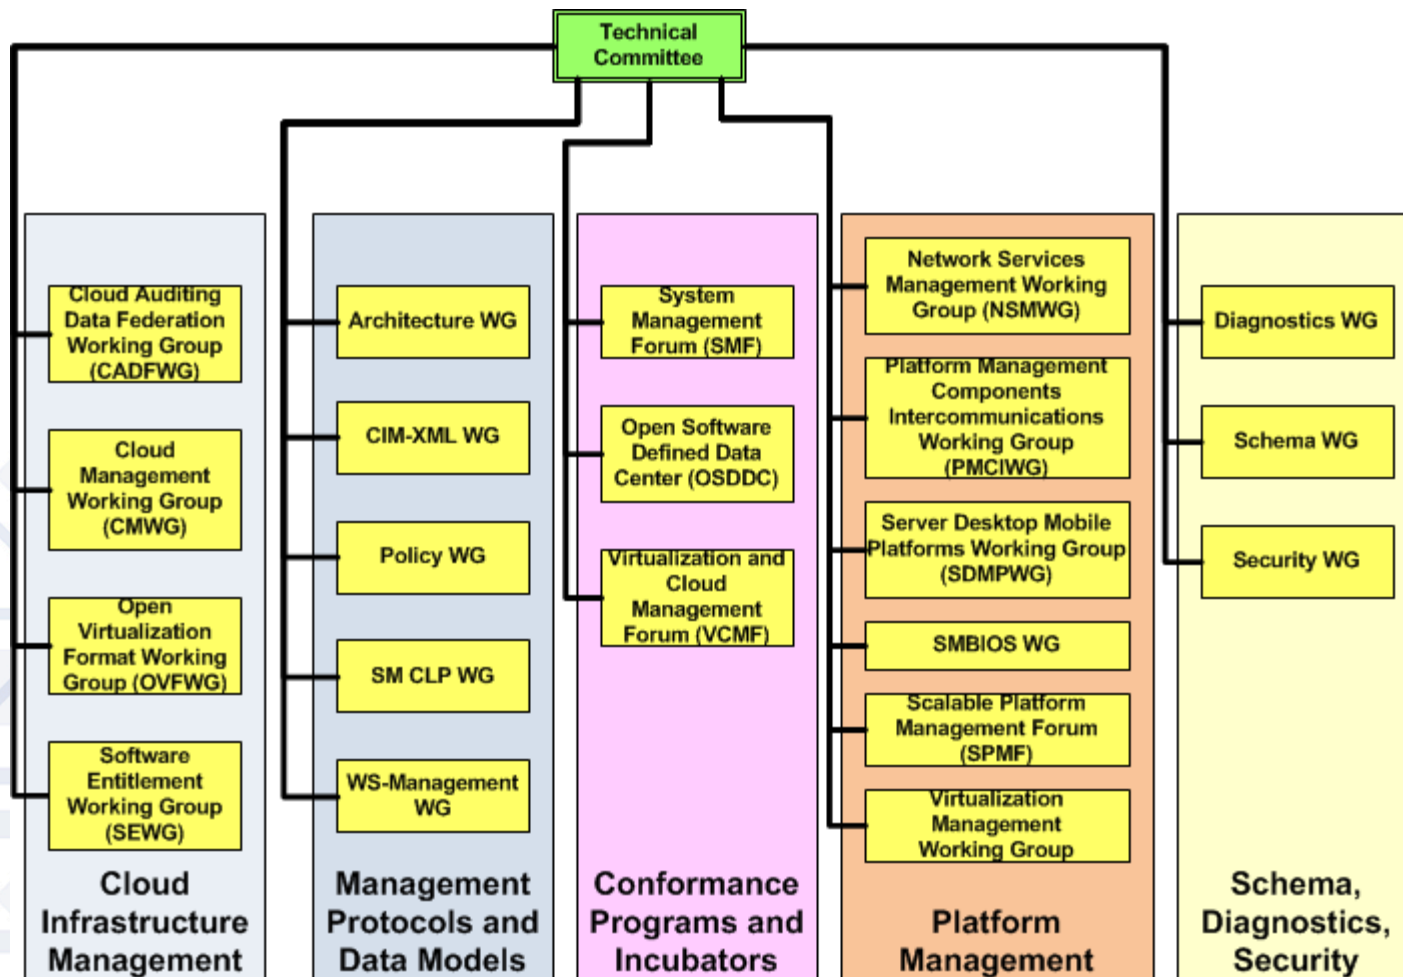 Technical
Committee
Cloud Auditing
Data Federation
Working Group
(CADFWG)
Cloud
Management
Working Group
(CMWG)
Open
Virtualization
Format Working
Group (OVFWG)
Software
Entitlement
Working Group
(SEWG)
Cloud
Infrastructure
Management
Architecture WG
CIM-XML WG
Policy WG
SM CLP WG
WS-Management
WG
Management
Protocols and
Data Models
System
Management
Forum (SMF)
Open Software
Defined Data
Center (OSDDC)
Virtualization and
Cloud
Management
Forum (VCMF)
Conformance
Programs and
Incubators
Network Services
Management Working
Group (NSMWG)
Platform Management
Components
Intercommunications
Working Group
(PMCIWG)
Server Desktop Mobile
Platforms Working Group
(SDMPWG)
SMBIOS WG
Scalable Platform
Management Forum
(SPMF)
Virtualization
Management
Working Group
Platform
Management
Diagnostics WG
Schema WG
Security WG
Schema,
Diagnostics,
Security